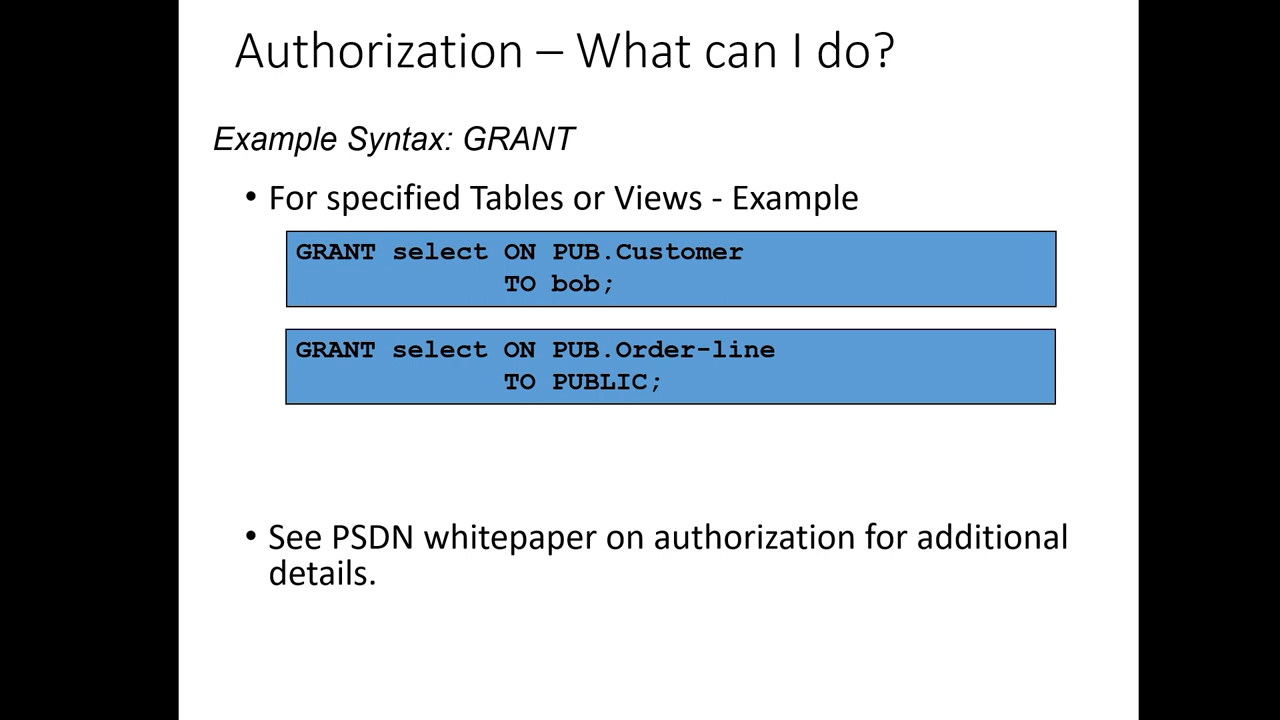 Authorization – What can I do?
Example Syntax: GRANT
• For specified Tables or Views - Example
GRANT select ON PUB.Customer
TO bob;
GRANT select ON PUB.Order-line
TO PUBLIC;
• See PSDN whitepaper on authorization for additional
details.